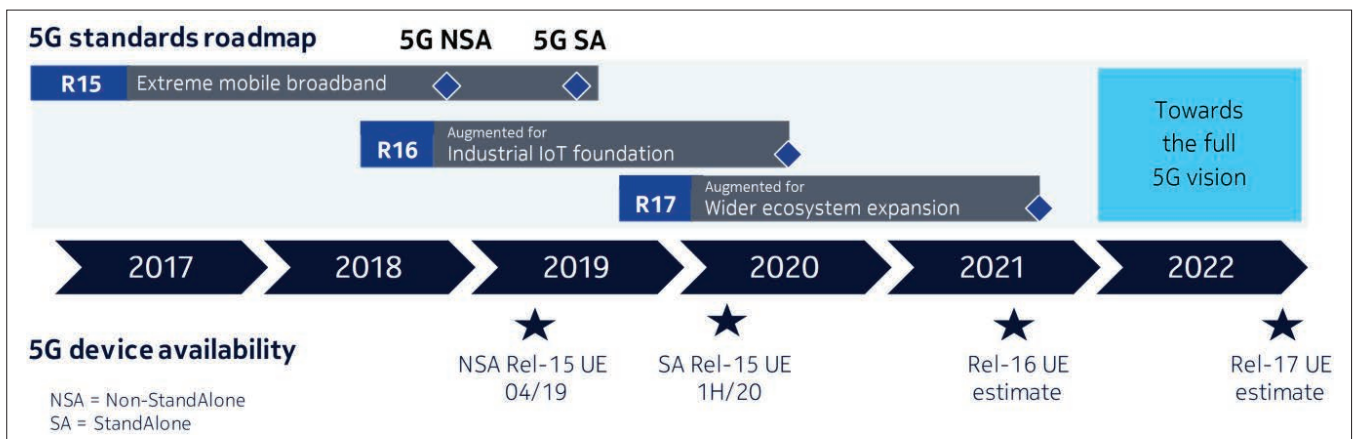 5G standards roadmap
5G NSA
5G SA
R15
Extreme mobile broadband
R16
Augmented for
Industrial IoT foundation
R17
Augmented for
Wider ecosystem expansion
Towards
the full
5G vision
2017
2018
2019
2020
2021
2022
5G device availability
NSA = Non-StandAlone
SA = StandAlone
NSA Rel-15 UE
04/19
SA Rel-15 UE
1H/20
Rel-16 UE
estimate
Rel-17 UE
estimate